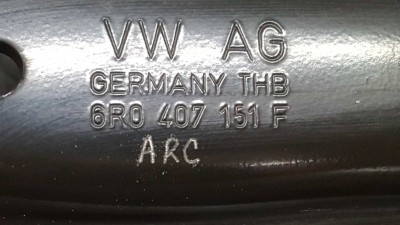 VW AG
GERMANY THB
6R0 407 151 F
ARC